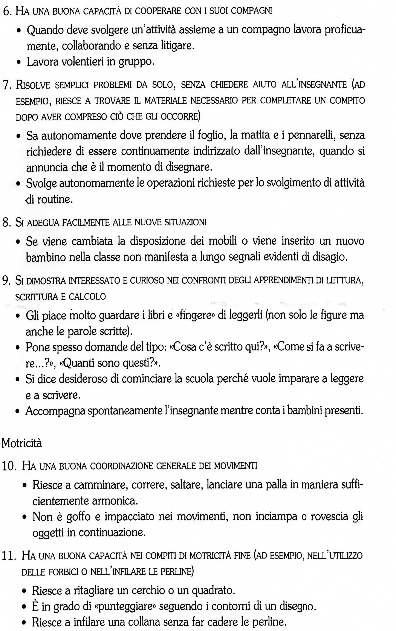 6. HA UNA BUONA CAPACITÀ DI COOPERARE CON I SUOI COMPAGNI
• Quando deve svolgere un'attività assieme a un compagno lavora proficua-
mente, collaborando e senza litigare.
• Lavora volentieri in gruppo.
7. RISOLVE SEMPLICI PROBLEMI DA SOLO, SENZA CHIEDERE AIUTO ALL'INSEGNANTE (AD
ESEMPIO, RIESCE A TROVARE IL MATERIALE NECESSARIO PER COMPLETARE UN COMPITO
DOPO AVER COMPRESO CIÒ CHE GLI OCCORRE)
• Sa autonomamente dove prendere il foglio, la matita e i pennarelli, senza
richiedere di essere continuamente indirizzato dall'insegnante, quando si
annuncia che è il momento di disegnare.
• Svolge autonomamente le operazioni richieste per lo svolgimento di attività
di routine.
8. SI ADEGUA FACILMENTE ALLE NUOVE SITUAZIONI
• Se viene cambiata la disposizione dei mobili o viene inserito un nuovo
bambino nella classe non manifesta a lungo segnali evidenti di disagio.
9. SI DIMOSTRA INTERESSATO E CURIOSO NEI CONFRONTI DEGLI APPRENDIMENTI DI LETTURA,
SCRITTURA E CALCOLO
• Gli piace molto guardare i libri e «fingere» di leggerli (non solo le figure ma
anche le parole scritte).
• Pone spesso domande del tipo: «Cosa c'è scritto qui?», «Come si fa a scrive-
re...?», «Quanti sono questi?».
• Si dice desideroso di cominciare la scuola perché vuole imparare a leggere
e a scrivere.
• Accompagna spontaneamente l'insegnante mentre conta i bambini presenti.
Motricità
10. HA UNA BUONA COORDINAZIONE GENERALE DEI MOVIMENTI
• Riesce a camminare, correre, saltare, lanciare una palla in maniera suffi-
cientemente armonica.
• Non è goffo e impacciato nei movimenti, non inciampa o rovescia gli
oggetti in continuazione.
11. HA UNA BUONA CAPACITÀ NEI COMPITI DI MOTRICITÀ FINE (AD ESEMPIO, NELL'UTILIZZO
DELLE FORBICI O NELL'INFILARE LE PERLINE)
• Riesce a ritagliare un cerchio o un quadrato.
• È in grado di «punteggiare» seguendo i contorni di un disegno.
• Riesce a infilare una collana senza far cadere le perline.